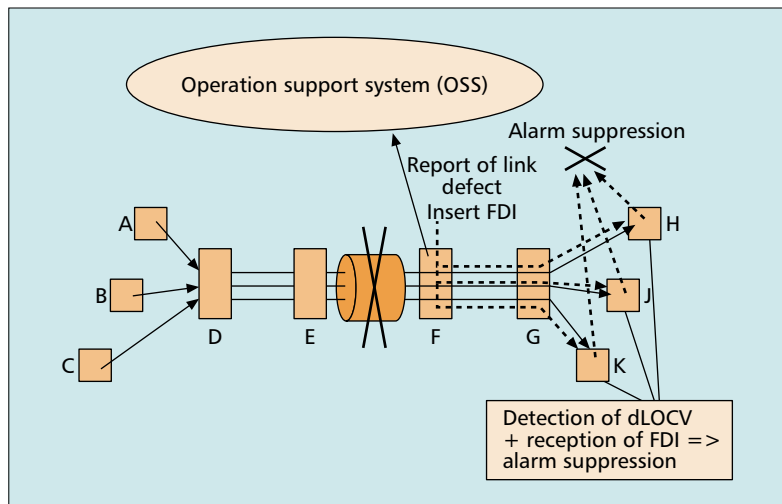 Operation support system (OSS)
Alarm suppression
Report of link
defect
Insert FDI
A
H
B
J
D
E
F
G
C
K
Detection of dLOCV
+ reception of FDI =>
alarm suppression